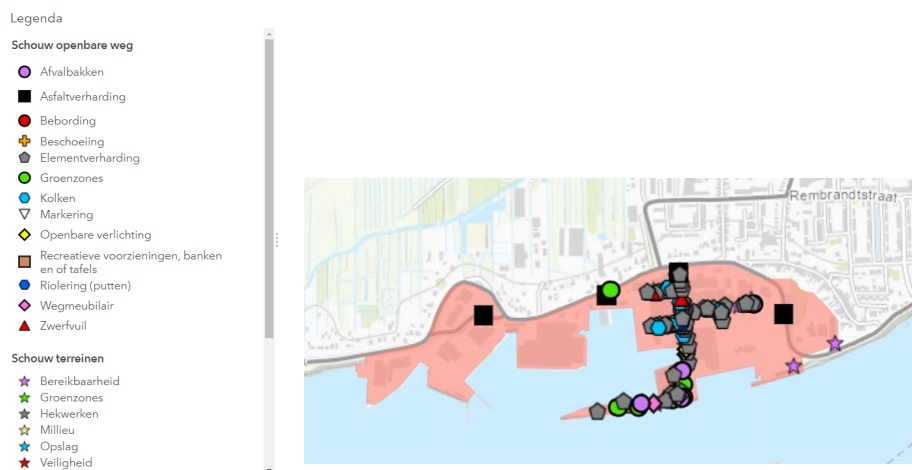 Legenda
Schouw openbare weg
Afvalbakken
Asfaltverharding
Bebording
Beschoeiing
Elementverharding
Groenzones
Kolken
Markering
Openbare verlichting
Recreatieve voorzieningen, banken
en of tafels
Riolering (putten)
Wegmeubilair
Zwerfvuil
Schouw terreinen
Bereikbaarheid
Groenzones
Hekwerken
Millieu
Opslag
Veiligheid
Rembrandtstraat